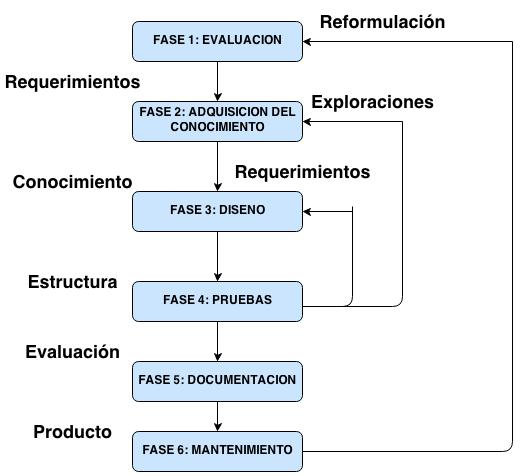 Reformulación
FASE 1: EVALUACION
Requerimientos
Exploraciones
FASE 2: ADQUISICION DEL
CONOCIMIENTO
Requerimientos
Conocimiento
FASE 3: DISENO
Estructura
FASE 4: PRUEBAS
Evaluación
FASE 5: DOCUMENTACION
Producto
FASE 6: MANTENIMIENTO